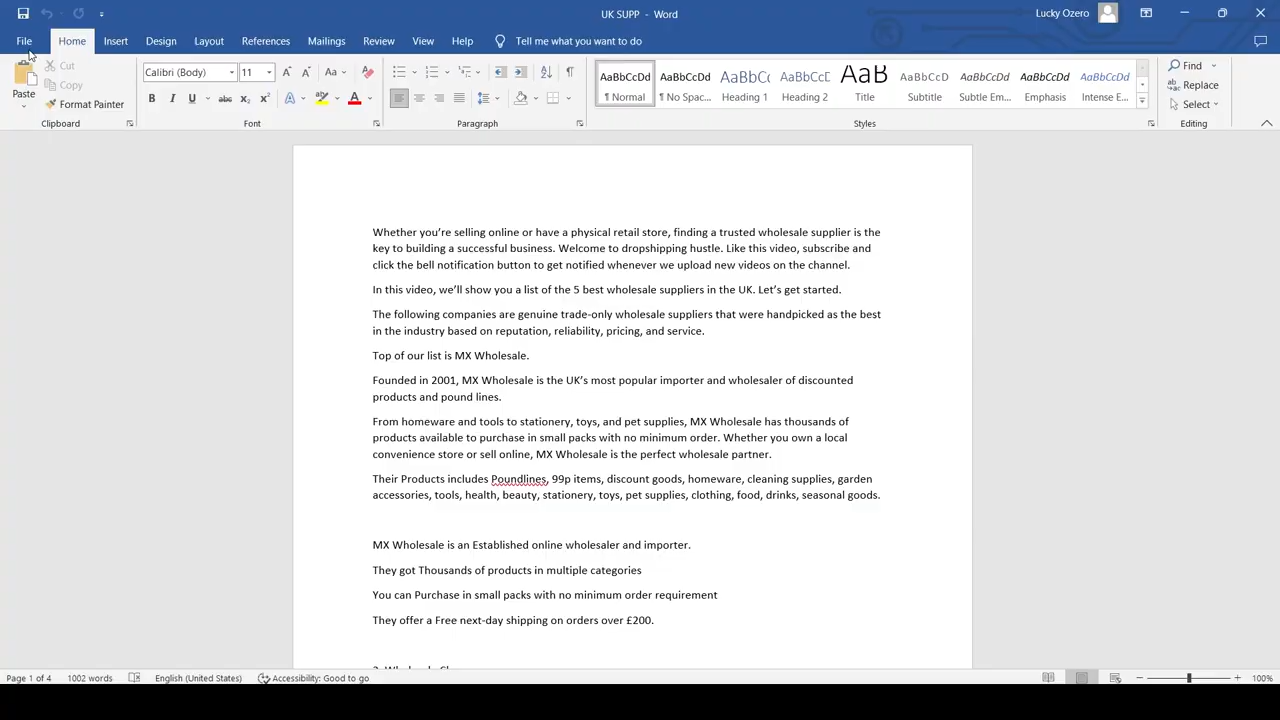 UK SUPP - Word
Lucky Ozero
File Home Insert Design Layout References Mailings Review View Help Tell me what you want to do
Paste
Cut
Copy
Format Painter
Clipboard
Calibri (Body) 11
Font
Paragraph
AaBbCcDd AaBbCcDd AaBbCc AaBbCcD AaB AaBbCcDd AaBbCcDd AaBbCcDd AaBbCcDd
¶ Normal ¶ No Spac... Heading 1 Heading 2 Title Subtitle Subtle Em... Emphasis Intense E...
Styles
Find
Replace
Select
Editing
Whether you’re selling online or have a physical retail store, finding a trusted wholesale supplier is the
key to building a successful business. Welcome to dropshipping hustle. Like this video, subscribe and
click the bell notification button to get notified whenever we upload new videos on the channel.
In this video, we’ll show you a list of the 5 best wholesale suppliers in the UK. Let’s get started.
The following companies are genuine trade-only wholesale suppliers that were handpicked as the best
in the industry based on reputation, reliability, pricing, and service.
Top of our list is MX Wholesale.
Founded in 2001, MX Wholesale is the UK’s most popular importer and wholesaler of discounted
products and pound lines.
From homeware and tools to stationery, toys, and pet supplies, MX Wholesale has thousands of
products available to purchase in small packs with no minimum order. Whether you own a local
convenience store or sell online, MX Wholesale is the perfect wholesale partner.
Their Products includes Poundlines, 99p items, discount goods, homeware, cleaning supplies, garden
accessories, tools, health, beauty, stationery, toys, pet supplies, clothing, food, drinks, seasonal goods.
MX Wholesale is an Established online wholesaler and importer.
They got Thousands of products in multiple categories
You can Purchase in small packs with no minimum order requirement
They offer a Free next-day shipping on orders over £200.
Page 1 of 4 1002 words English (United States) Accessibility: Good to go 100%